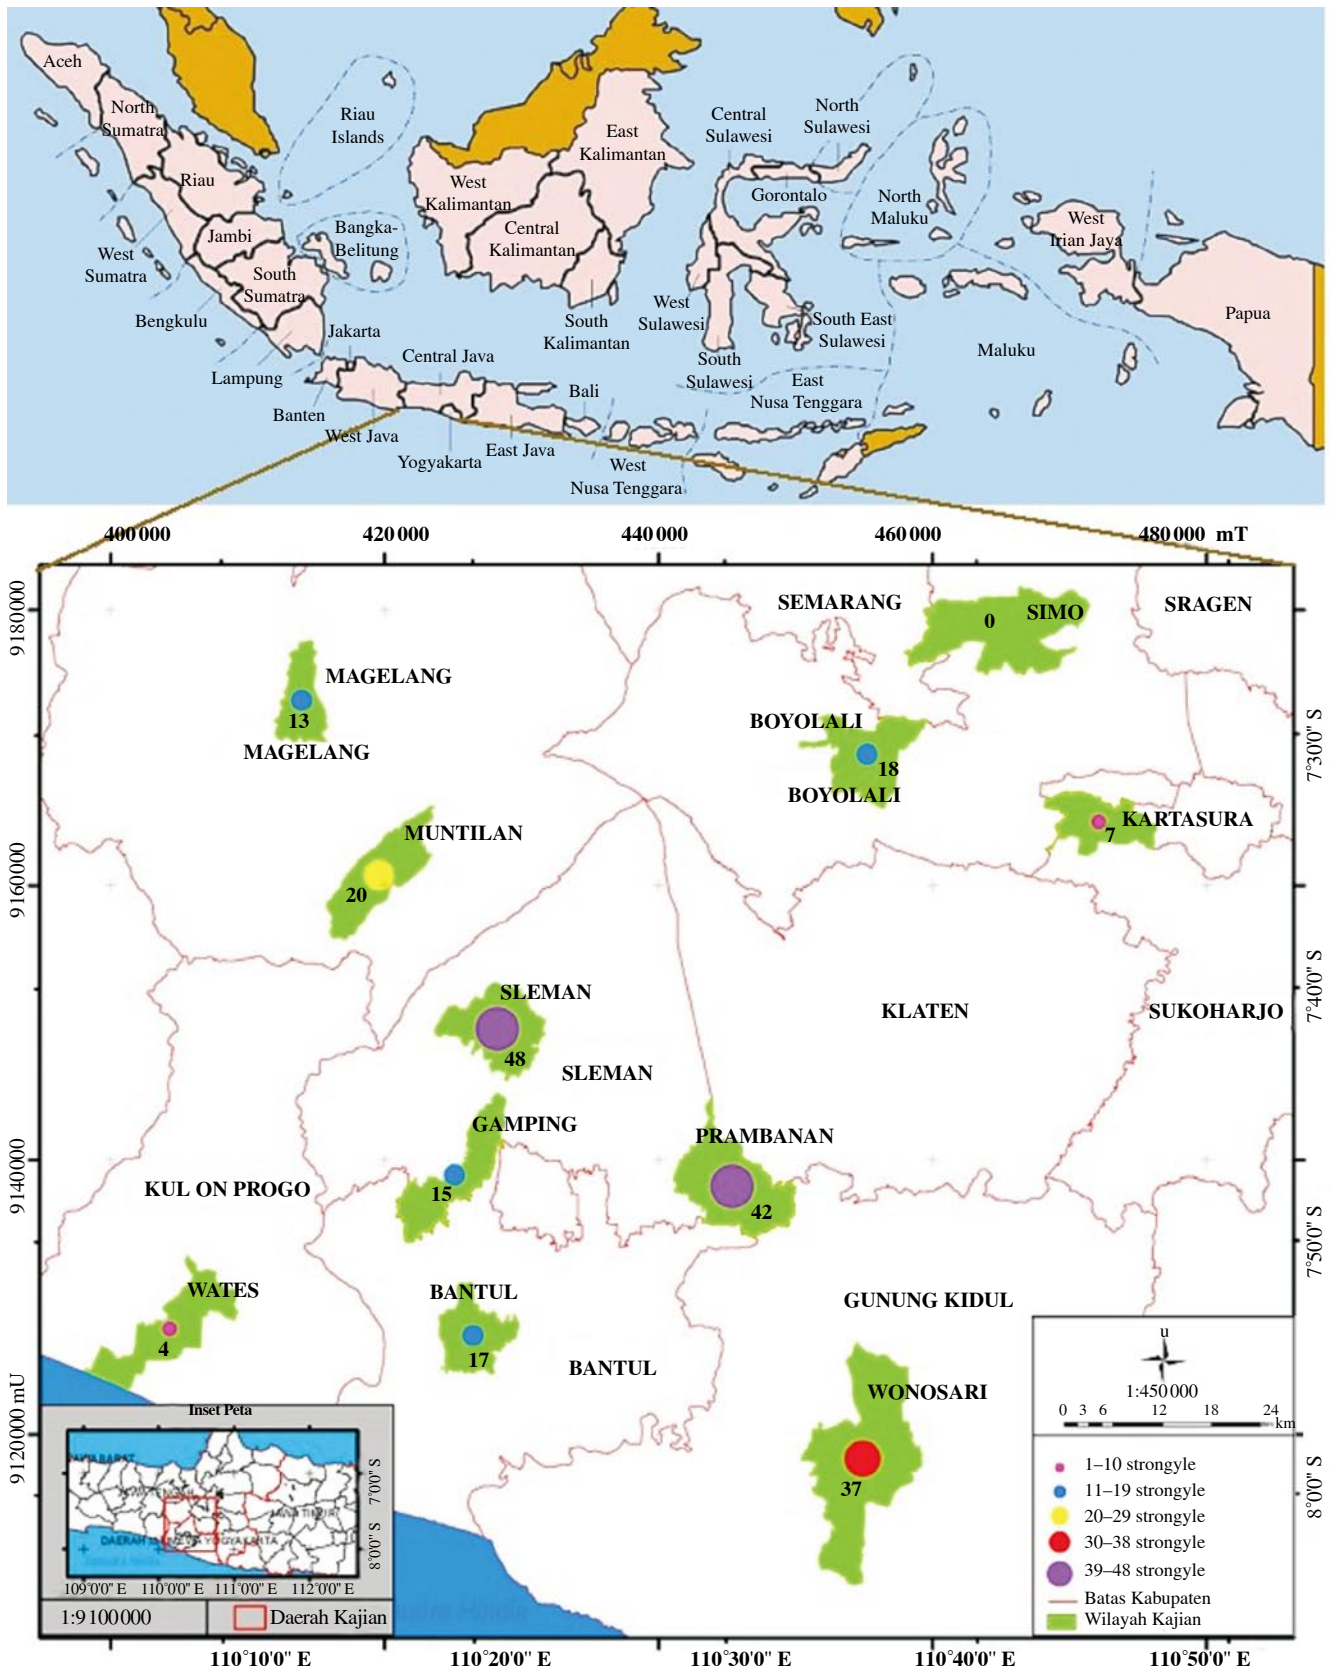 Aceh
North
Sumatra
Riau
Islands
Riau
West
Sumatra
Jambi
Bangka-
Belitung
South
Sumatra
Bengkulu
Lampung
Jakarta
Banten
West Java
Central Java
Yogyakarta
East Java
Bali
West
Nusa Tenggara
East
Nusa Tenggara
West
Kalimantan
Central
Kalimantan
East
Kalimantan
South
Kalimantan
Central
Sulawesi
North
Sulawesi
Gorontalo
West
Sulawesi
South
Sulawesi
South East
Sulawesi
North
Maluku
Maluku
West
Irian Jaya
Papua
400000
420000
440000
460000
480000 mT
9180000
9160000
9140000
9120000 mU
7°30'0" S
7°40'0" S
7°50'0" S
8°0'0" S
SEMARANG
0
SIMO
SRAGEN
MAGELANG
13
MAGELANG
BOYOLALI
18
BOYOLALI
KARTASURA
7
MUNTILAN
20
SLEMAN
48
SLEMAN
KLATEN
SUKOHARJO
GAMPING
15
PRAMBANAN
42
KUL ON PROGO
WATES
4
BANTUL
17
BANTUL
GUNUNG KIDUL
WONOSARI
37
u
1:450000
0 3 6 12 18 24
km
1–10 strongyle
11–19 strongyle
20–29 strongyle
30–38 strongyle
39–48 strongyle
Batas Kabupaten
Wilayah Kajian
Inset Peta
DAERAH ISTIMEWA YOGYAKARTA
7°0'0" S
8°0'0" S
109°0'0" E 110°0'0" E 111°0'0" E 112°0'0" E
1:9100000
Daerah Kajian
110°10'0" E
110°20'0" E
110°30'0" E
110°40'0" E
110°50'0" E